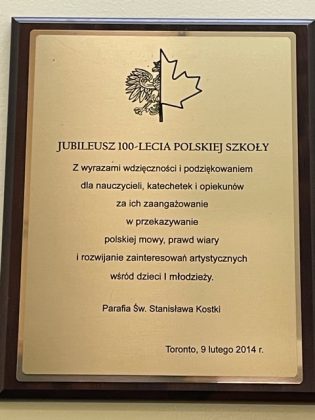 JUBILEUSZ 100-LECIA POLSKIEJ SZKOŁY
Z wyrazami wdzięczności i podziękowaniem
dla nauczycieli, katechetek i opiekunów
za ich zaangażowanie
w przekazywanie
polskiej mowy, prawd wiary
i rozwijanie zainteresowań artystycznych
wśród dzieci I młodzieży.
Parafia Św. Stanisława Kostki
Toronto, 9 lutego 2014 r.